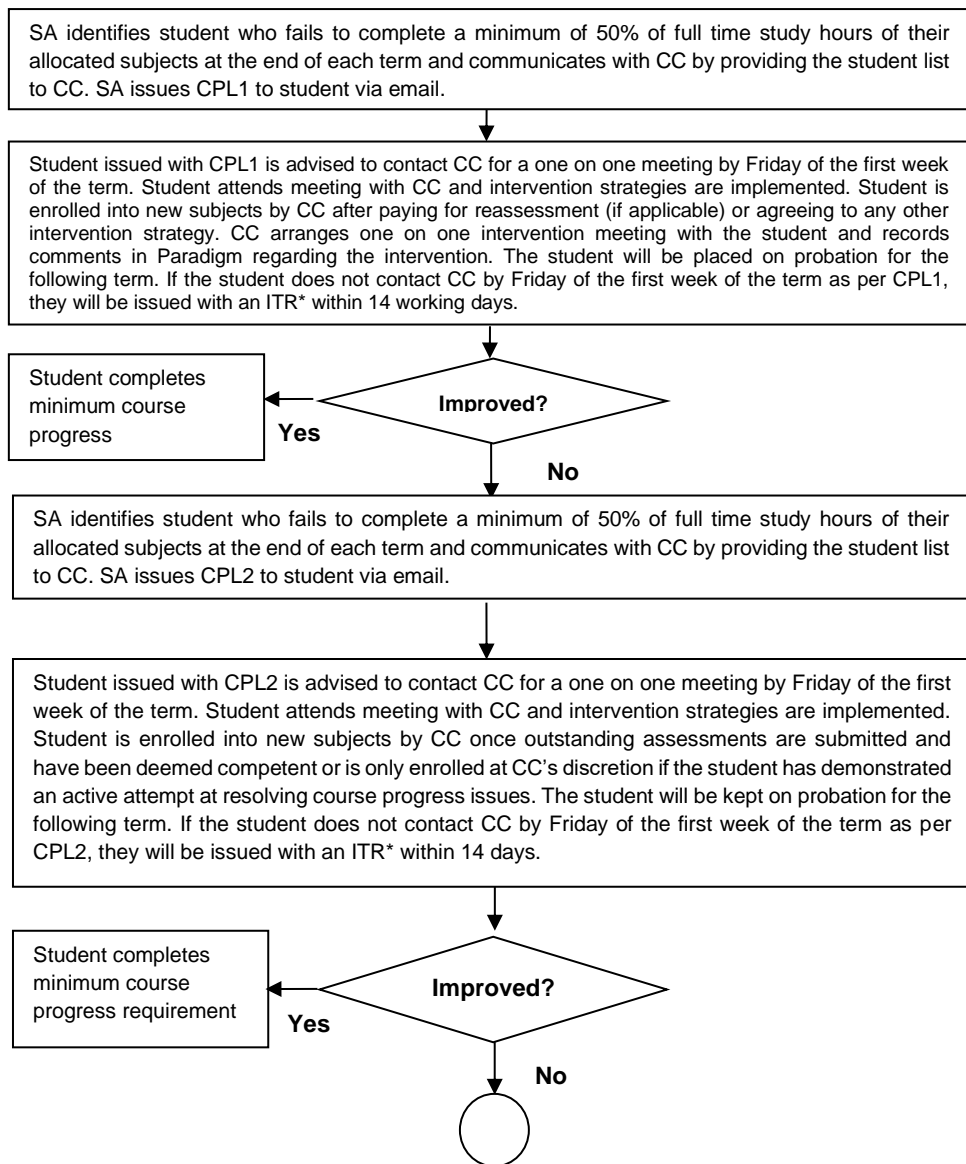 SA identifies student who fails to complete a minimum of 50% of full time study hours of their
allocated subjects at the end of each term and communicates with CC by providing the student list
to CC. SA issues CPL1 to student via email.
Student issued with CPL1 is advised to contact CC for a one on one meeting by Friday of the first week
of the term. Student attends meeting with CC and intervention strategies are implemented. Student is
enrolled into new subjects by CC after paying for reassessment (if applicable) or agreeing to any other
intervention strategy. CC arranges one on one intervention meeting with the student and records
comments in Paradigm regarding the intervention. The student will be placed on probation for the
following term. If the student does not contact CC by Friday of the first week of the term as per CPL1,
they will be issued with an ITR* within 14 working days.
Student completes
minimum course
progress
Yes
Improved?
No
SA identifies student who fails to complete a minimum of 50% of full time study hours of their
allocated subjects at the end of each term and communicates with CC by providing the student list
to CC. SA issues CPL2 to student via email.
Student issued with CPL2 is advised to contact CC for a one on one meeting by Friday of the first
week of the term. Student attends meeting with CC and intervention strategies are implemented.
Student is enrolled into new subjects by CC once outstanding assessments are submitted and
have been deemed competent or is only enrolled at CC's discretion if the student has demonstrated
an active attempt at resolving course progress issues. The student will be kept on probation for the
following term. If the student does not contact CC by Friday of the first week of the term as per
CPL2, they will be issued with an ITR* within 14 days.
Student completes
minimum course
progress requirement
Yes
Improved?
No